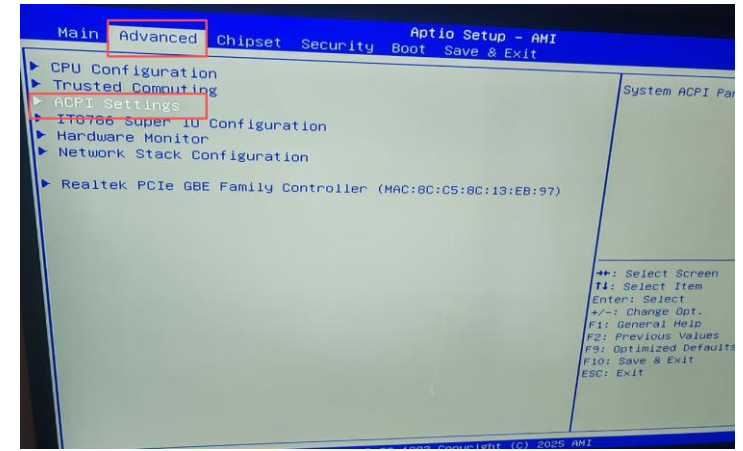 Aptio Setup - AMI
Main Advanced Chipset Security Boot Save & Exit
CPU Configuration
Trusted Computing
ACPI Settings
IT8786 Super IO Configuration
Hardware Monitor
Network Stack Configuration
Realtek PCIe GBE Family Controller (MAC:8C:C5:8C:13:EB:97)
System ACPI Par
→←: Select Screen
↑↓: Select Item
Enter: Select
+/-: Change Opt.
F1: General Help
F2: Previous Values
F9: Optimized Defaults
F10: Save & Exit
ESC: Exit
Copyright (C) 2025 AMI